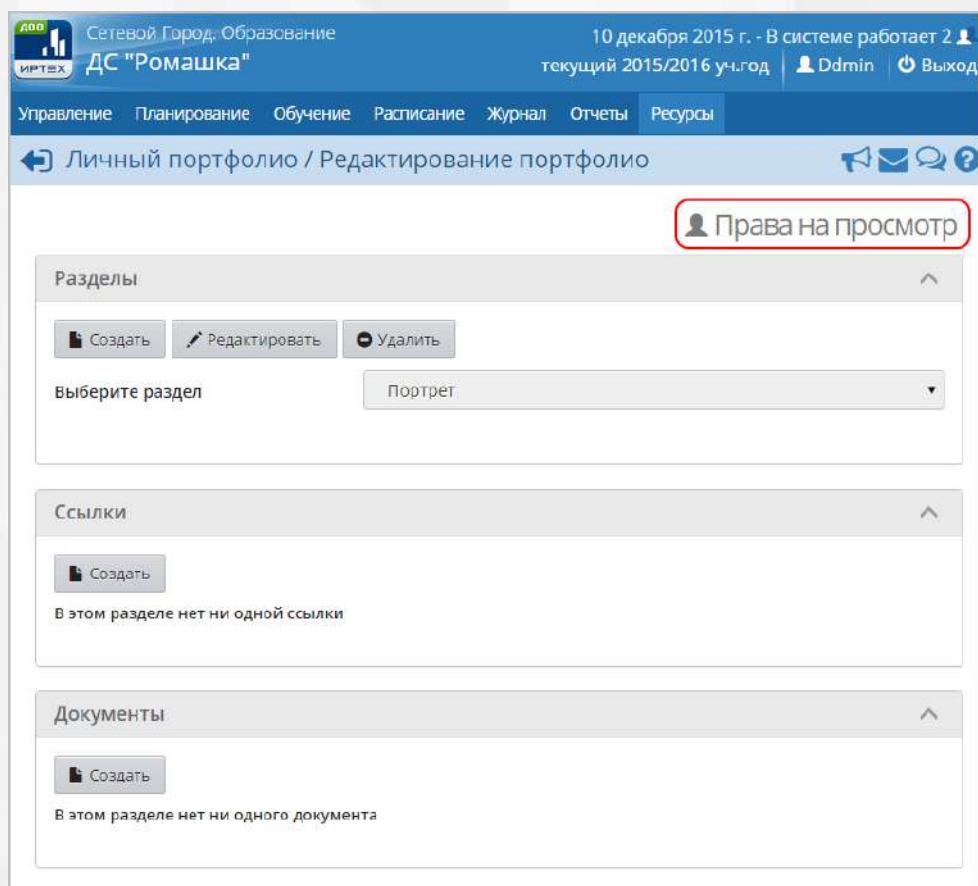 ДОО
ИРТЕХ
Сетевой Город. Образование
ДС "Ромашка"
10 декабря 2015 г. - В системе работает 2
текущий 2015/2016 уч.год Ddmin Выход
Управление Планирование Обучение Расписание Журнал Отчеты Ресурсы
Личный портфолио / Редактирование портфолио
Права на просмотр
Разделы
Создать Редактировать Удалить
Выберите раздел Портрет
Ссылки
Создать
В этом разделе нет ни одной ссылки
Документы
Создать
В этом разделе нет ни одного документа